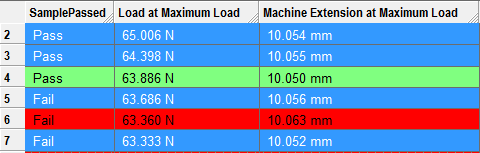 SamplePassed Load at Maximum Load Machine Extension at Maximum Load
2 Pass 65.006 N 10.054 mm
3 Pass 64.398 N 10.055 mm
4 Pass 63.886 N 10.050 mm
5 Fail 63.686 N 10.056 mm
6 Fail 63.360 N 10.063 mm
7 Fail 63.333 N 10.052 mm